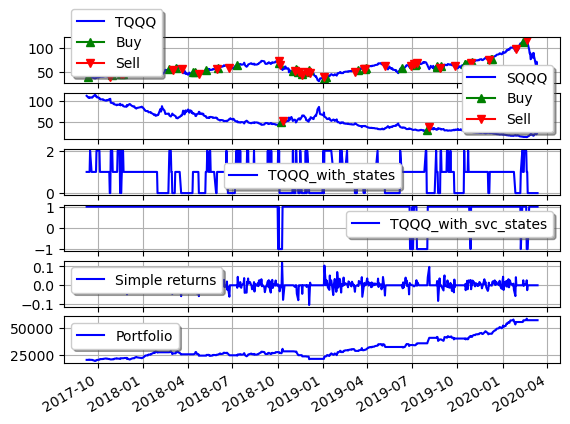 TQQQ
Buy
Sell
100
50
SQQQ
Buy
Sell
100
50
TQQQ_with_states
2
0
TQQQ_with_svc_states
1
0
−1
Simple returns
0.1
0.0
−0.1
Portfolio
50000
25000
2017-10
2018-01
2018-04
2018-07
2018-10
2019-01
2019-04
2019-07
2019-10
2020-01
2020-04